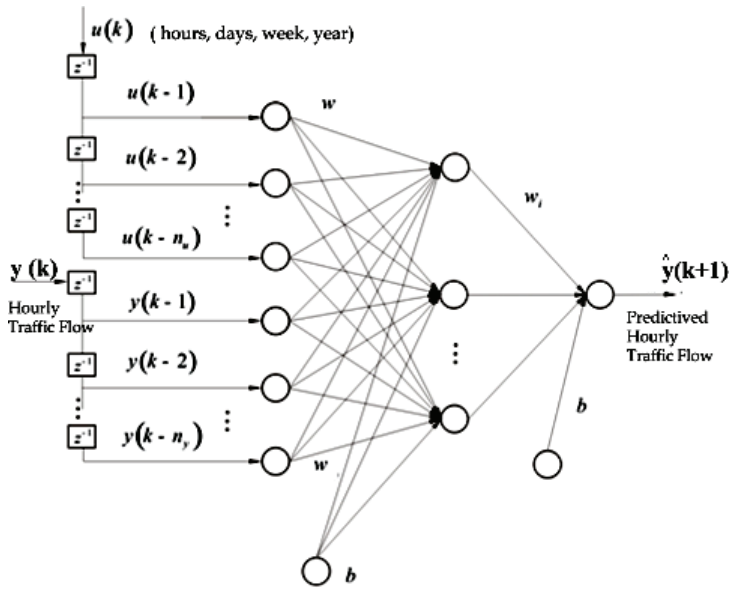 u(k) ( hours, days, week, year)
z⁻¹
u(k - 1)
w
z⁻¹
u(k - 2)
z⁻¹
wᵢ
u(k - nᵤ)
y (k)
z⁻¹
ŷ(k+1)
Hourly
Traffic Flow
y(k - 1)
Predictived
Hourly
Traffic Flow
z⁻¹
y(k - 2)
b
z⁻¹
y(k - n_y)
w
b